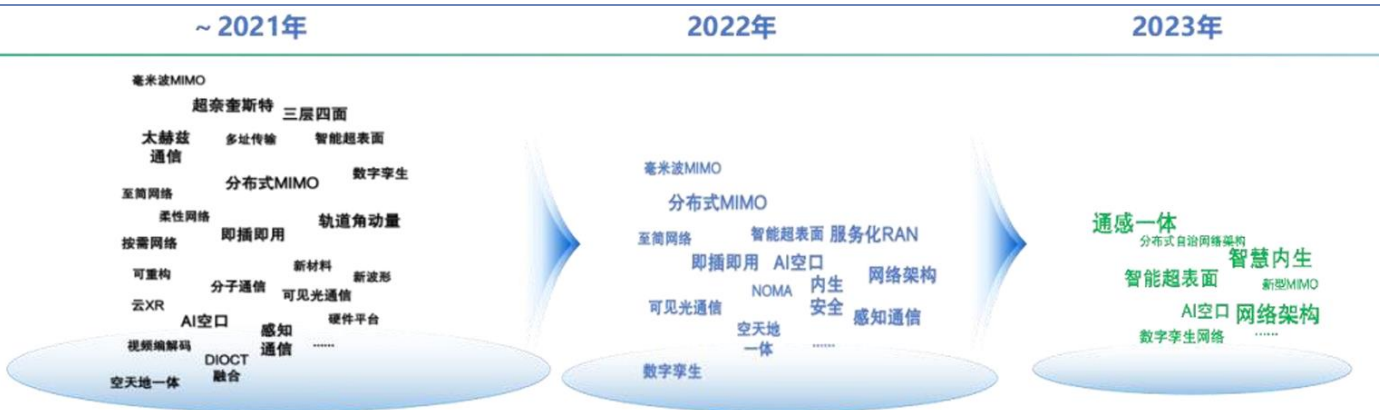 ~ 2021年
2022年
2023年
毫米波MIMO
超奈奎斯特
三层四面
太赫兹
通信
多址传输
智能超表面
数字孪生
分布式MIMO
至简网络
柔性网络
轨道角动量
即插即用
按需网络
新材料
可重构
新波形
分子通信
可见光通信
云XR
AI空口
硬件平台
感知
通信
视频编解码
......
DIOCT
融合
空天地一体
毫米波MIMO
分布式MIMO
至简网络
智能超表面
服务化RAN
即插即用
AI空口
网络架构
NOMA
内生
安全
可见光通信
感知通信
空天地
一体
......
数字孪生
通感一体
分布式自治网络架构
智慧内生
智能超表面
新型MIMO
AI空口
网络架构
数字孪生网络
......